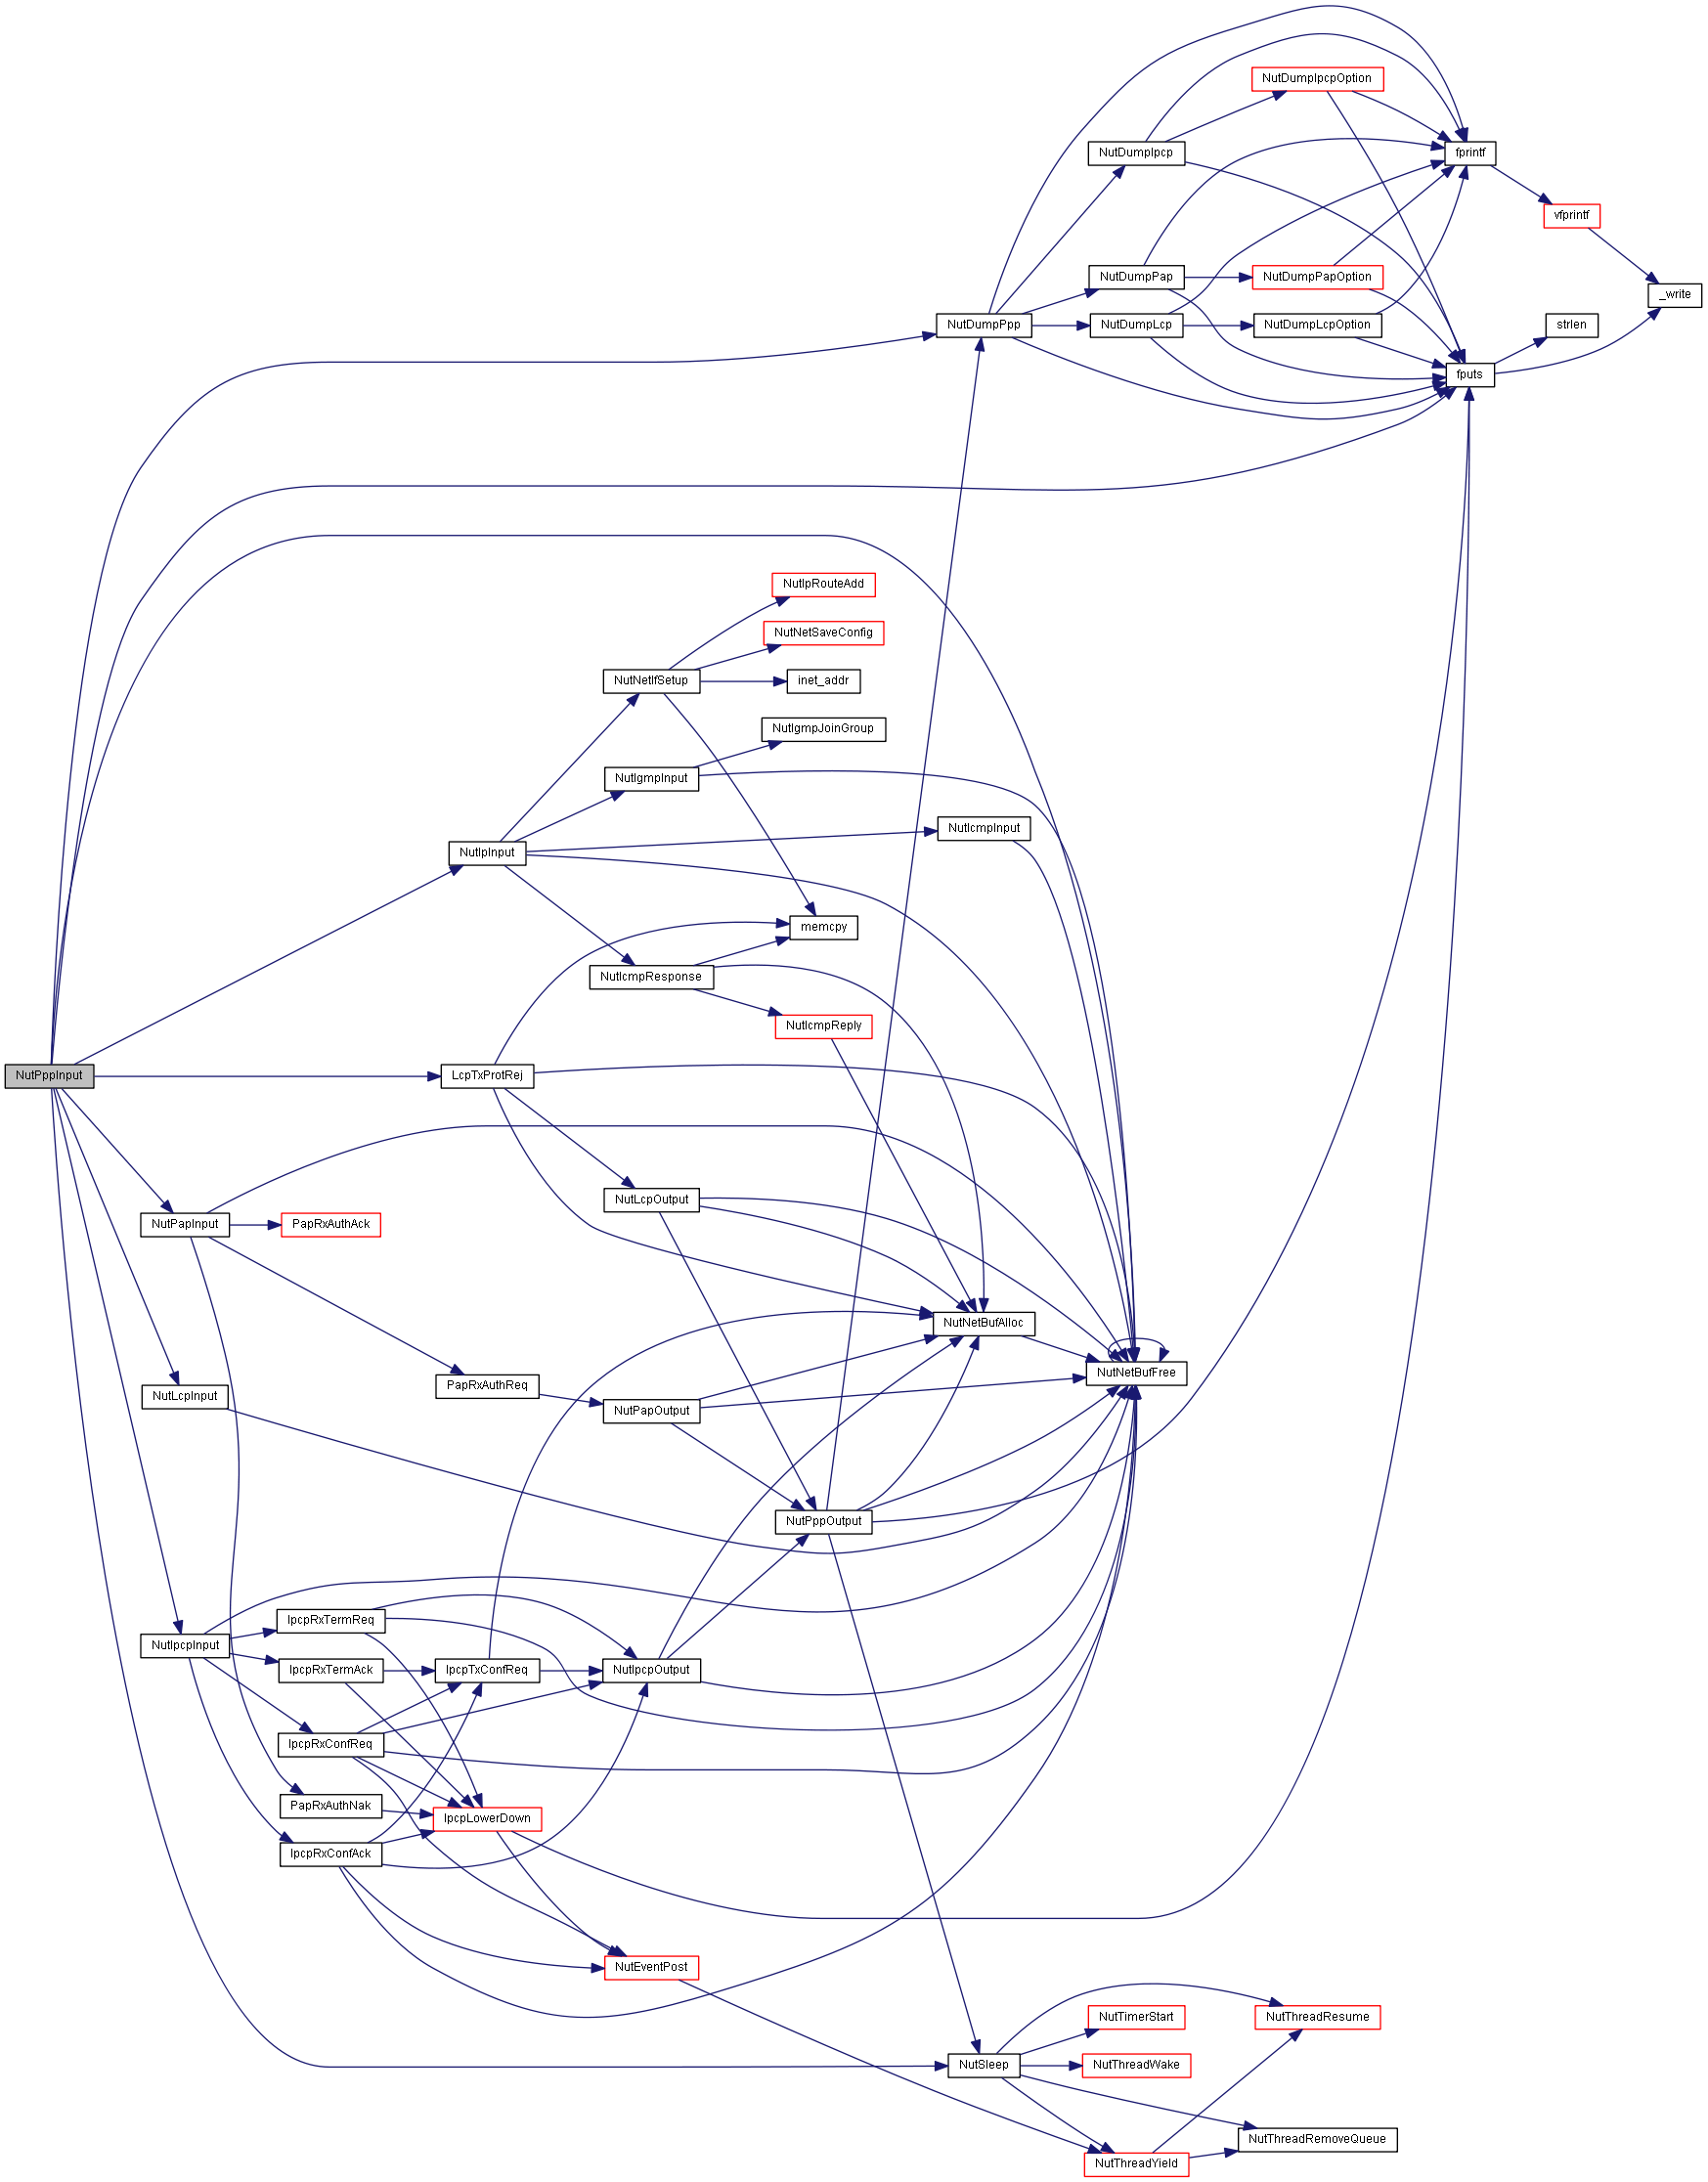 NutDumpIpcpOption
NutDumpIpcp
fprintf
vfprintf
NutDumpPap
NutDumpPapOption
_write
NutDumpPpp
NutDumpLcp
NutDumpLcpOption
strlen
fputs
NutIpRouteAdd
NutNetSaveConfig
NutNetIfSetup
inet_addr
NutIgmpJoinGroup
NutIgmpInput
NutIcmpInput
NutIpInput
memcpy
NutIcmpResponse
NutIcmpReply
NutPppInput
LcpTxProtRej
NutLcpOutput
NutPapInput
PapRxAuthAck
NutNetBufAlloc
NutNetBufFree
PapRxAuthReq
NutLcpInput
NutPapOutput
NutPppOutput
IpcpRxTermReq
NutIpcpInput
IpcpRxTermAck
IpcpTxConfReq
NutIpcpOutput
IpcpRxConfReq
PapRxAuthNak
IpcpLowerDown
IpcpRxConfAck
NutEventPost
NutTimerStart
NutThreadResume
NutSleep
NutThreadWake
NutThreadRemoveQueue
NutThreadYield